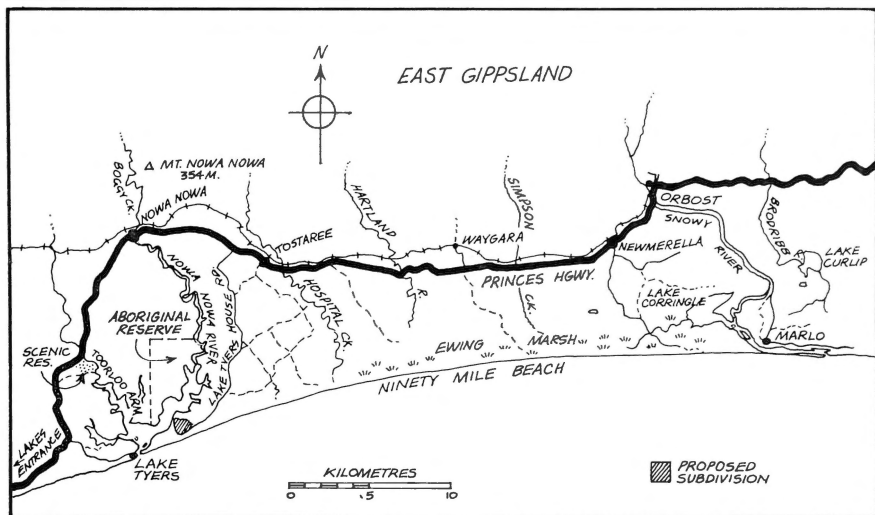 N
EAST GIPPSLAND
MT. NOWA NOWA
354 M.
BOGGY CK.
NOWA NOWA
HARTLAND
R.
SIMPSON
CK.
ORBOST
SNOWY
RIVER
BRODRIBB
R.
LAKE
CURLIP
TOSTAREE
WAYGARA
NEWMERELLA
PRINCES HGWY.
NOWA
NOWA RIVER
LAKE TYERS HOUSE RD.
HOSPITAL CK.
ABORIGINAL
RESERVE
LAKE
CORRINGLE
MARLO
SCENIC
RES.
TOORLOO ARM
EWING MARSH
NINETY MILE BEACH
LAKES
ENTRANCE
LAKE
TYERS
KILOMETRES
0 .5 10
PROPOSED
SUBDIVISION